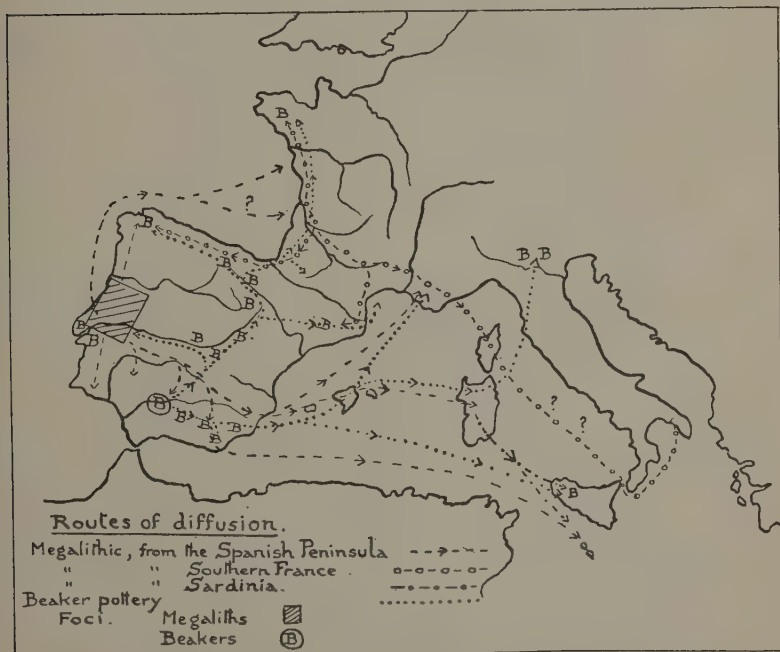 B
?
B
B B
B
B
B
B
B
B
B
B
B
?
?
B
B
B
B
B
B
Routes of diffusion.
Megalithic, from the Spanish Peninsula
" " Southern France
" " Sardinia.
Beaker pottery
Foci. Megaliths
Beakers B